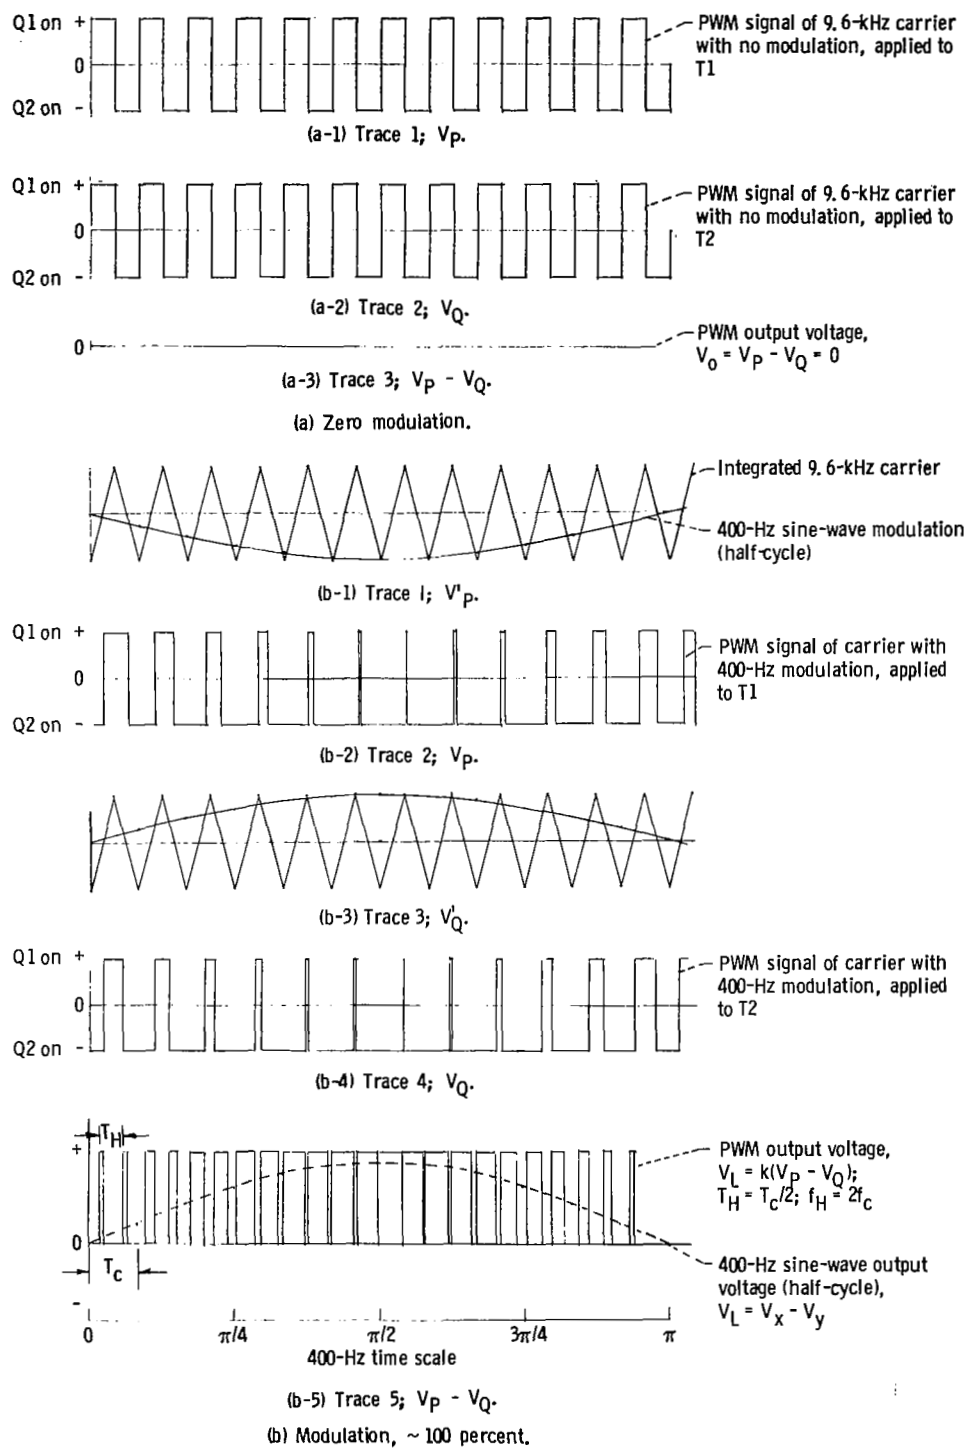 Q1 on +
0
Q2 on -
PWM signal of 9.6-kHz carrier
with no modulation, applied to
T1
(a-1) Trace 1; VP.
Q1 on +
0
Q2 on -
PWM signal of 9.6-kHz carrier
with no modulation, applied to
T2
(a-2) Trace 2; VQ.
0
PWM output voltage,
Vo = VP - VQ = 0
(a-3) Trace 3; VP - VQ.
(a) Zero modulation.
Integrated 9.6-kHz carrier
400-Hz sine-wave modulation
(half-cycle)
(b-1) Trace 1; V'P.
Q1 on +
0
Q2 on -
PWM signal of carrier with
400-Hz modulation, applied
to T1
(b-2) Trace 2; VP.
(b-3) Trace 3; V'Q.
Q1 on +
0
Q2 on -
PWM signal of carrier with
400-Hz modulation, applied
to T2
(b-4) Trace 4; VQ.
TH
+
0
TC
-
PWM output voltage,
VL = k(VP - VQ);
TH = Tc/2; fH = 2fc
400-Hz sine-wave output
voltage (half-cycle),
VL = Vx - Vy
0 π/4 π/2 3π/4 π
400-Hz time scale
(b-5) Trace 5; VP - VQ.
(b) Modulation, ~ 100 percent.